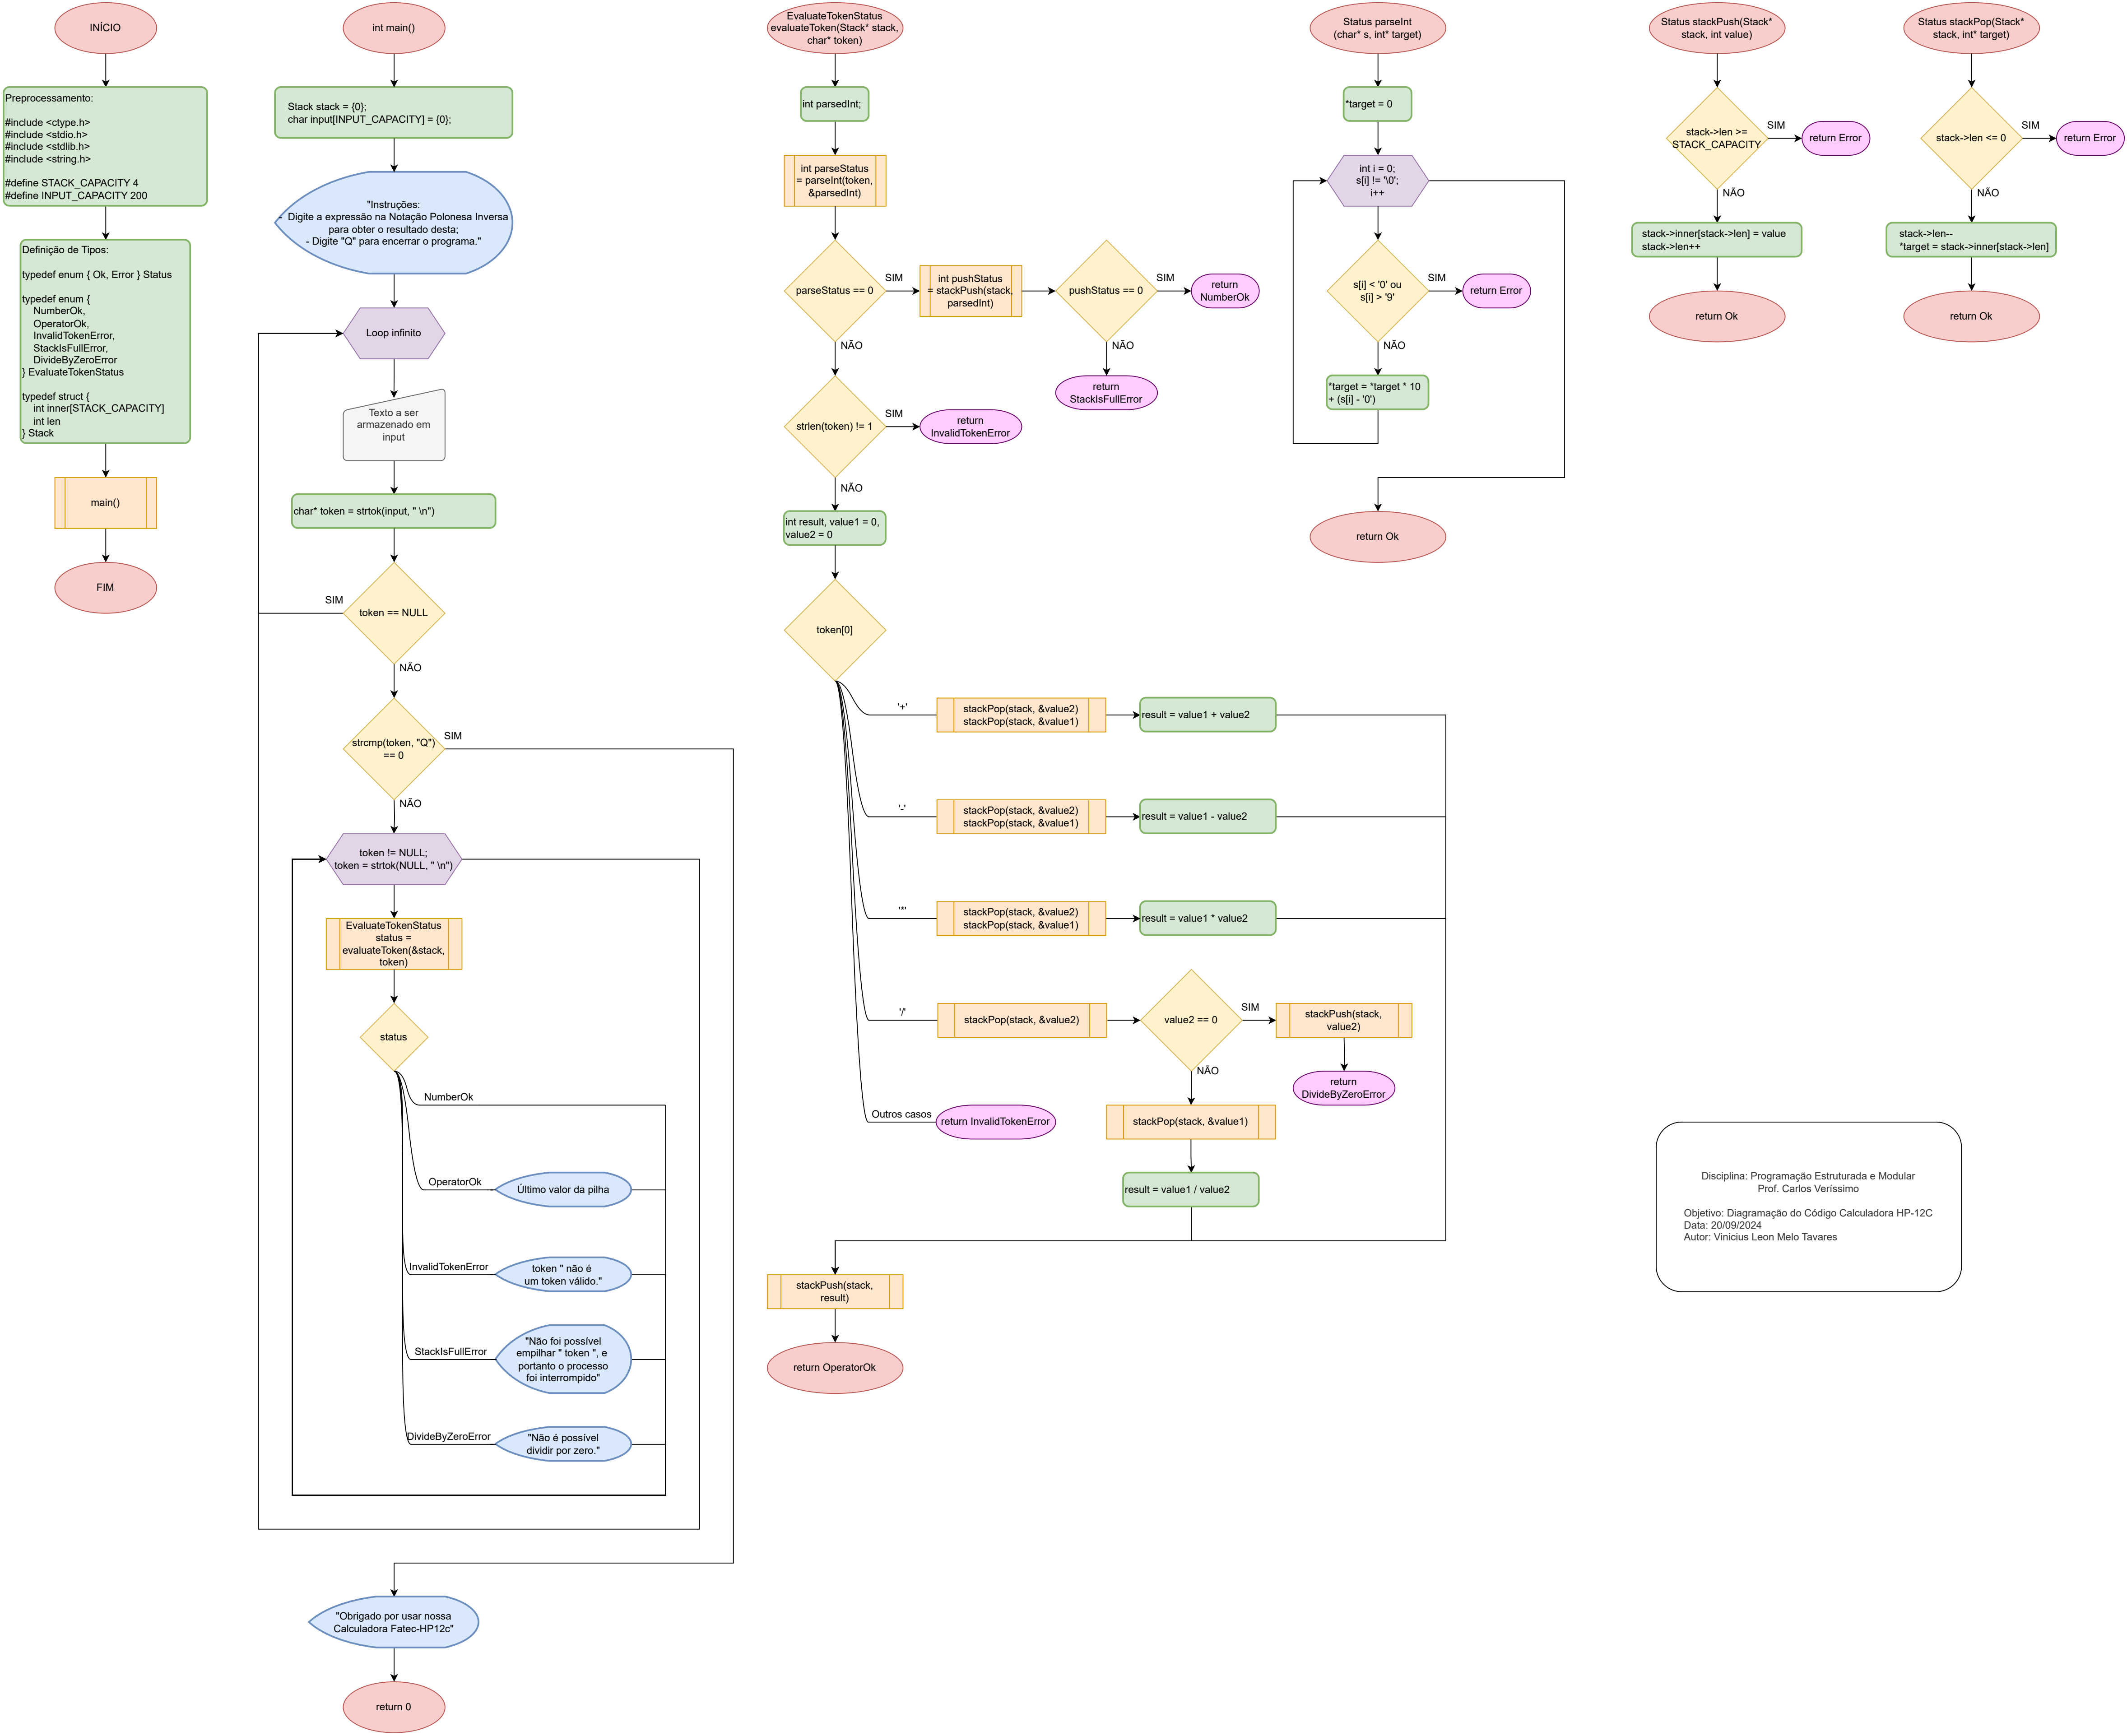 INÍCIO
Preprocessamento:
#include <ctype.h>
#include <stdio.h>
#include <stdlib.h>
#include <string.h>
#define STACK_CAPACITY 4
#define INPUT_CAPACITY 200
Definição de Tipos:
typedef enum { Ok, Error } Status
typedef enum {
NumberOk,
OperatorOk,
InvalidTokenError,
StackIsFullError,
DivideByZeroError
} EvaluateTokenStatus
typedef struct {
int inner[STACK_CAPACITY]
int len
} Stack
main()
FIM
int main()
Stack stack = {0};
char input[INPUT_CAPACITY] = {0};
"Instruções:
- Digite a expressão na Notação Polonesa Inversa
para obter o resultado desta;
- Digite "Q" para encerrar o programa."
Loop infinito
Texto a ser
armazenado em
input
char* token = strtok(input, " \n")
SIM
token == NULL
NÃO
strcmp(token, "Q")
== 0
SIM
NÃO
token != NULL;
token = strtok(NULL, " \n")
EvaluateTokenStatus
status =
evaluateToken(&stack,
token)
status
NumberOk
OperatorOk
Último valor da pilha
InvalidTokenError
token " não é
um token válido."
StackIsFullError
"Não foi possível
empilhar " token ", e
portanto o processo
foi interrompido"
DivideByZeroError
"Não é possível
dividir por zero."
"Obrigado por usar nossa
Calculadora Fatec-HP12c"
return 0
EvaluateTokenStatus
evaluateToken(Stack* stack,
char* token)
int parsedInt;
int parseStatus
= parseInt(token,
&parsedInt)
parseStatus == 0
SIM
int pushStatus
= stackPush(stack,
parsedInt)
pushStatus == 0
SIM
return
NumberOk
NÃO
return
StackIsFullError
NÃO
strlen(token) != 1
SIM
return
InvalidTokenError
NÃO
int result, value1 = 0,
value2 = 0
token[0]
'+'
stackPop(stack, &value2)
stackPop(stack, &value1)
result = value1 + value2
'-'
stackPop(stack, &value2)
stackPop(stack, &value1)
result = value1 - value2
'*'
stackPop(stack, &value2)
stackPop(stack, &value1)
result = value1 * value2
'/'
stackPop(stack, &value2)
value2 == 0
SIM
stackPush(stack,
value2)
return
DivideByZeroError
NÃO
stackPop(stack, &value1)
result = value1 / value2
Outros casos
return InvalidTokenError
stackPush(stack,
result)
return OperatorOk
Status parseInt
(char* s, int* target)
*target = 0
int i = 0;
s[i] != '\0';
i++
s[i] < '0' ou
s[i] > '9'
SIM
return Error
NÃO
*target = *target * 10
+ (s[i] - '0')
return Ok
Status stackPush(Stack*
stack, int value)
stack->len >=
STACK_CAPACITY
SIM
return Error
NÃO
stack->inner[stack->len] = value
stack->len++
return Ok
Status stackPop(Stack*
stack, int* target)
stack->len <= 0
SIM
return Error
NÃO
stack->len--
*target = stack->inner[stack->len]
return Ok
Disciplina: Programação Estruturada e Modular
Prof. Carlos Veríssimo
Objetivo: Diagramação do Código Calculadora HP-12C
Data: 20/09/2024
Autor: Vinicius Leon Melo Tavares